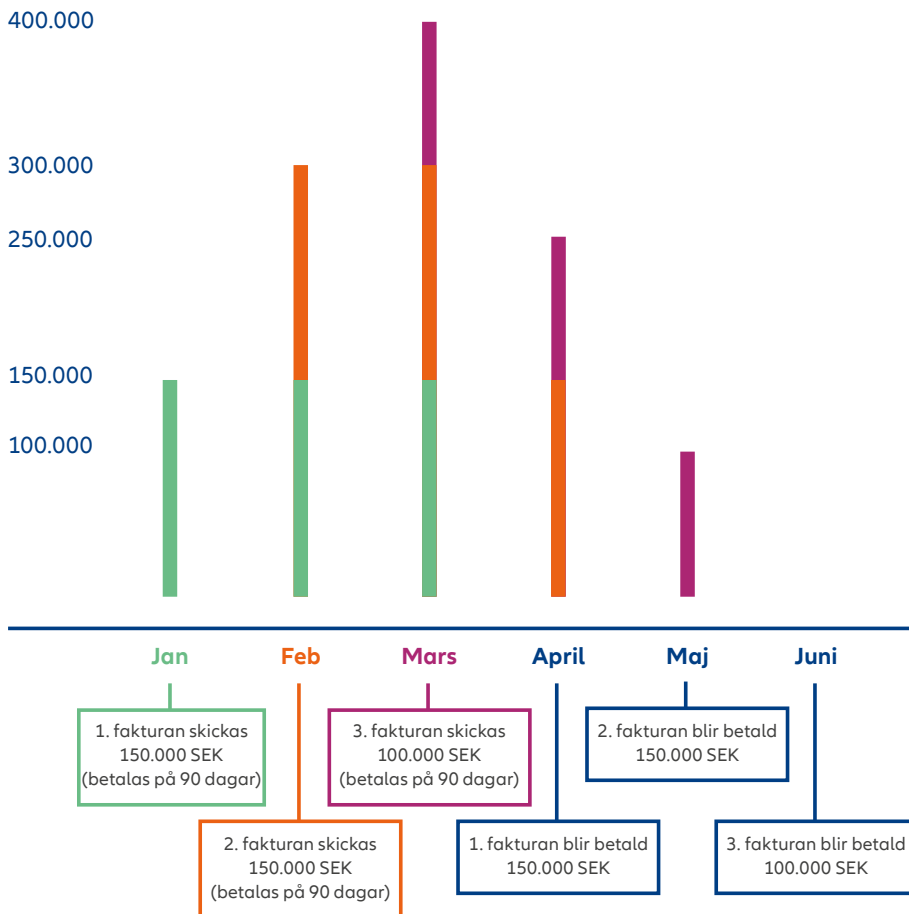 400.000
300.000
250.000
150.000
100.000
Jan
Feb
Mars
April
Maj
Juni
1. fakturan skickas
150.000 SEK
(betalas på 90 dagar)
3. fakturan skickas
100.000 SEK
(betalas på 90 dagar)
2. fakturan blir betald
150.000 SEK
2. fakturan skickas
150.000 SEK
(betalas på 90 dagar)
1. fakturan blir betald
150.000 SEK
3. fakturan blir betald
100.000 SEK